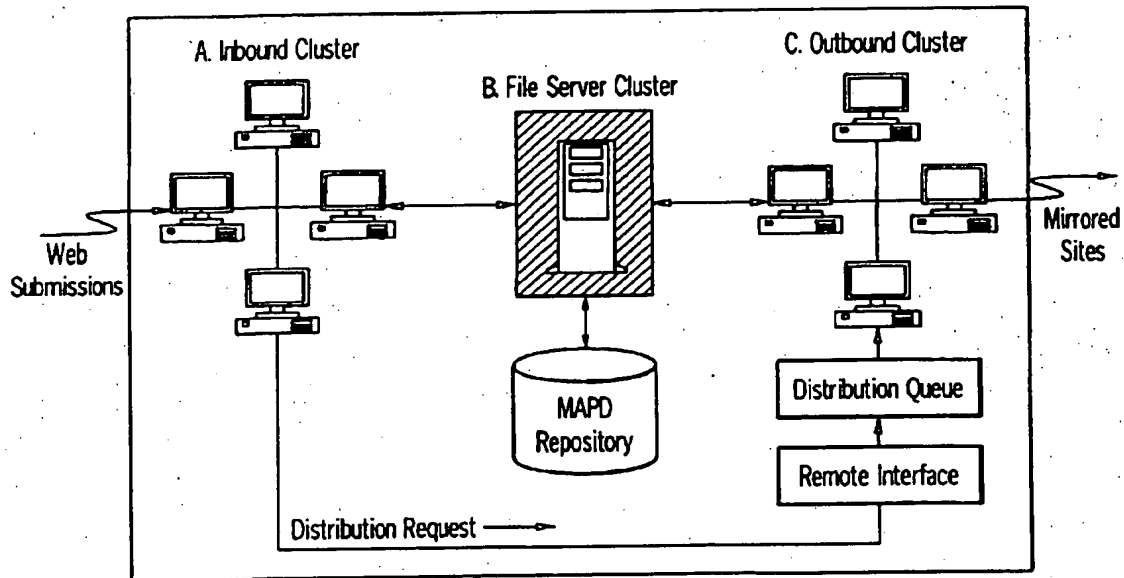 A. Inbound Cluster
C. Outbound Cluster
B. File Server Cluster
Web
Submissions
Mirrored
Sites
MAPD
Repository
Distribution Queue
Remote Interface
Distribution Request